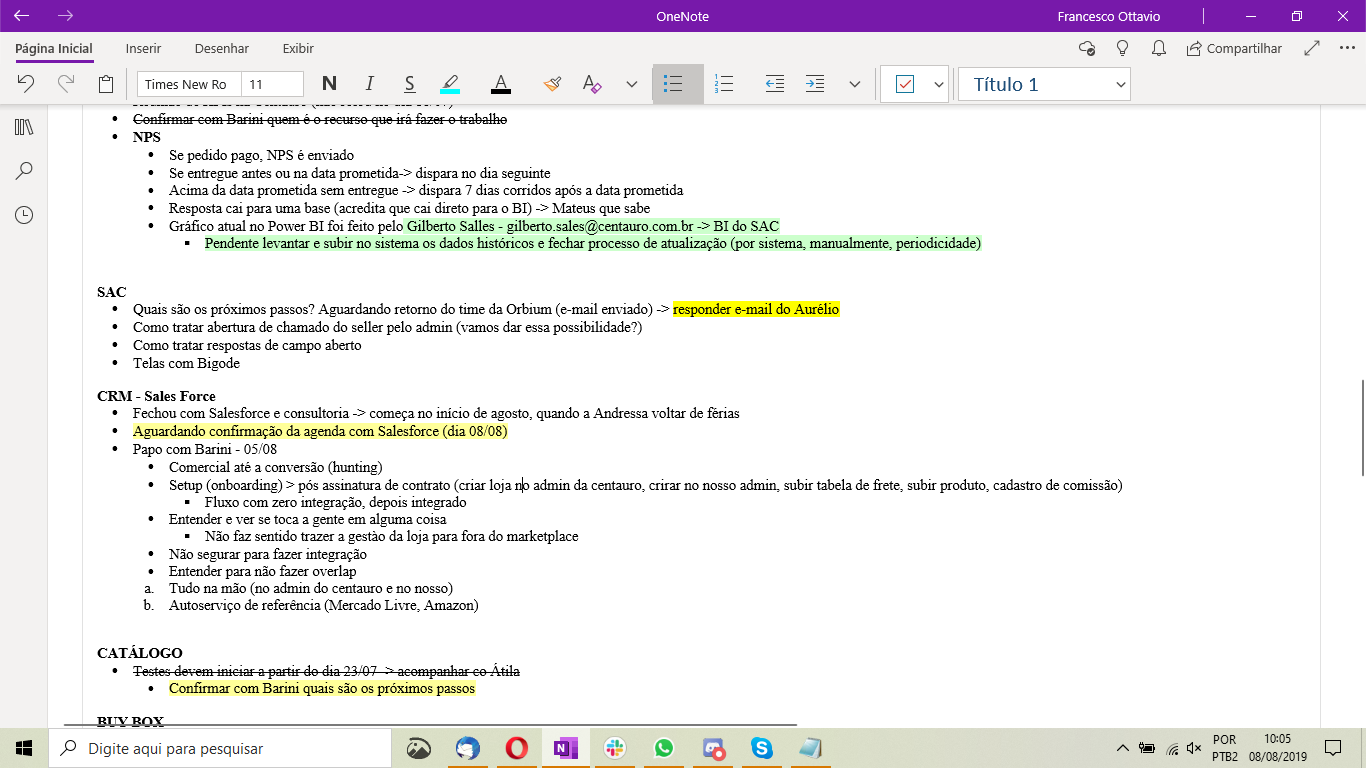 OneNote
Francesco Ottavio
Página Inicial
Inserir
Desenhar
Exibir
Compartilhar
Times New Ro
11
N
I
S
A
A
Título 1
Confirmar com Barini quem é o recurso que irá fazer o trabalho
NPS
Se pedido pago, NPS é enviado
Se entregue antes ou na data prometida-> dispara no dia seguinte
Acima da data prometida sem entregue -> dispara 7 dias corridos após a data prometida
Resposta cai para uma base (acredita que cai direto para o BI) -> Mateus que sabe
Gráfico atual no Power BI foi feito pelo Gilberto Salles - gilberto.sales@centauro.com.br -> BI do SAC
Pendente levantar e subir no sistema os dados históricos e fechar processo de atualização (por sistema, manualmente, periodicidade)
SAC
Quais são os próximos passos? Aguardando retorno do time da Orbium (e-mail enviado) -> responder e-mail do Aurélio
Como tratar abertura de chamado do seller pelo admin (vamos dar essa possibilidade?)
Como tratar respostas de campo aberto
Telas com Bigode
CRM - Sales Force
Fechou com Salesforce e consultoria -> começa no início de agosto, quando a Andressa voltar de férias
Aguardando confirmação da agenda com Salesforce (dia 08/08)
Papo com Barini - 05/08
Comercial até a conversão (hunting)
Setup (onboarding) > pós assinatura de contrato (criar loja no admin da centauro, crirar no nosso admin, subir tabela de frete, subir produto, cadastro de comissão)
Fluxo com zero integração, depois integrado
Entender e ver se toca a gente em alguma coisa
Não faz sentido trazer a gestào da loja para fora do marketplace
Não segurar para fazer integração
Entender para não fazer overlap
a. Tudo na mão (no admin do centauro e no nosso)
b. Autoserviço de referência (Mercado Livre, Amazon)
CATÁLOGO
Testes devem iniciar a partir do dia 23/07 -> acompanhar co Átila
Confirmar com Barini quais são os próximos passos
BUY BOX
Digite aqui para pesquisar
POR
PTB2
10:05
08/08/2019